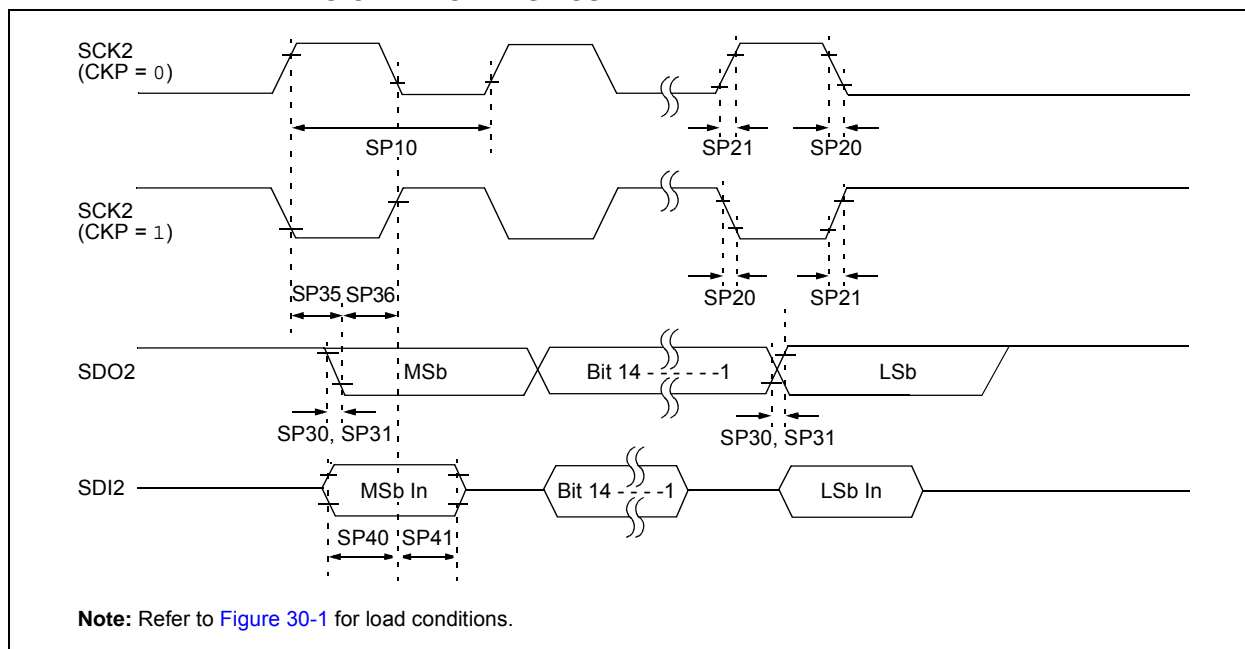 SCK2
(CKP = 0)
SP10
SP21
SP20
SCK2
(CKP = 1)
SP35
SP36
SP20
SP21
SDO2
MSb
Bit 14 - - - - - -1
LSb
SP30, SP31
SP30, SP31
SDI2
MSb In
Bit 14 - - - -1
LSb In
SP40
SP41
Note: Refer to Figure 30-1 for load conditions.